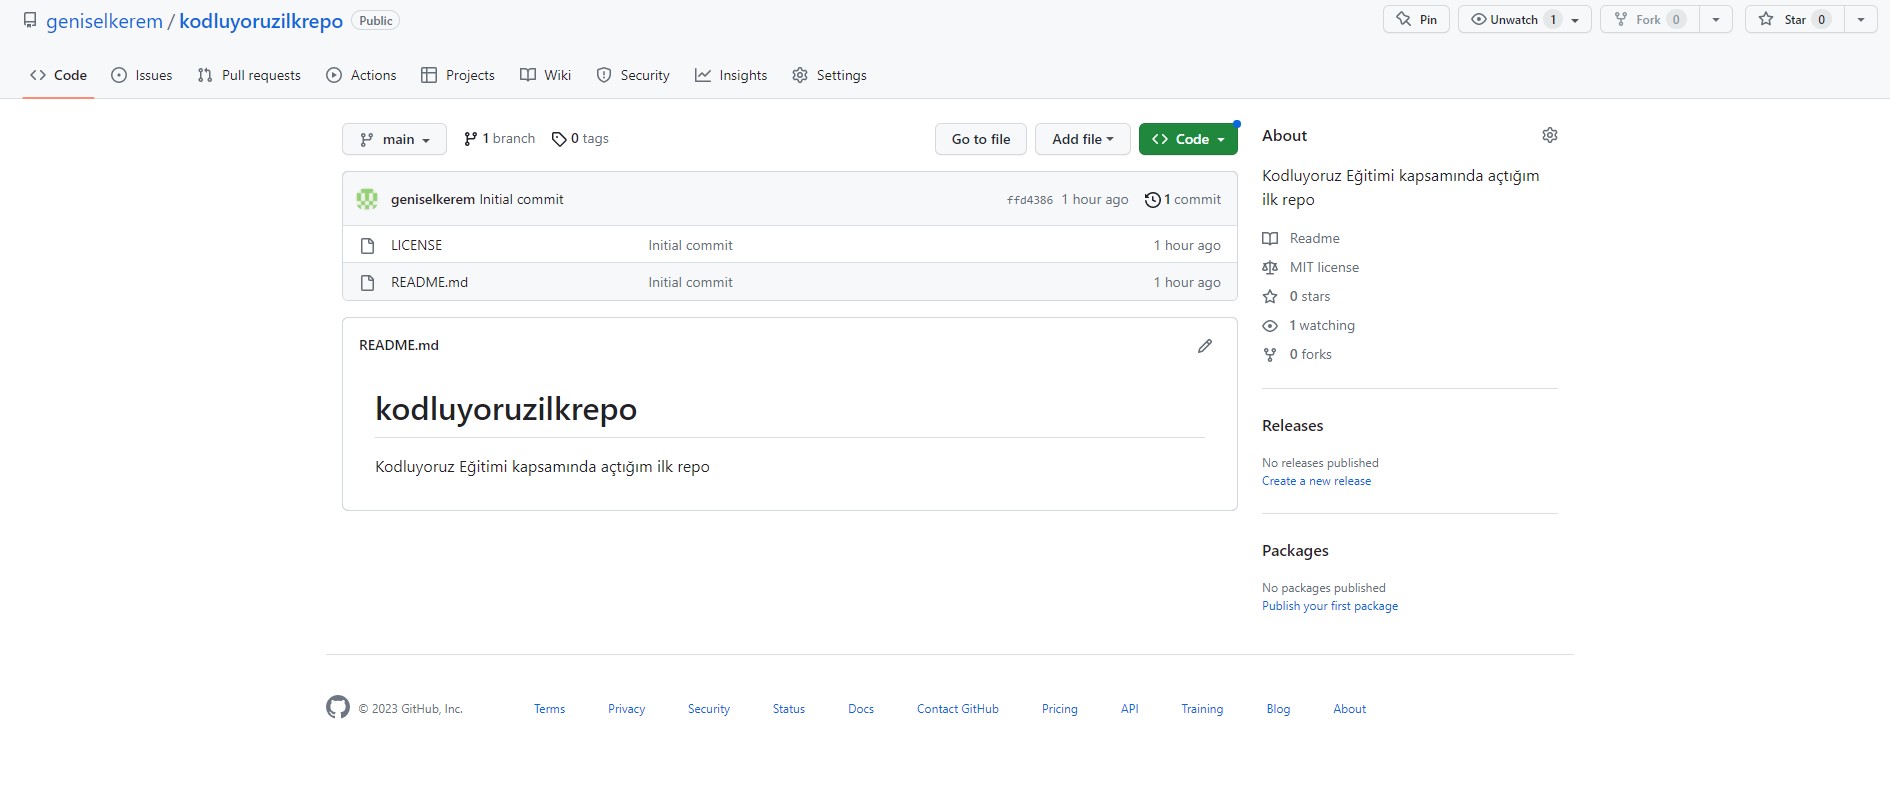 geniselkerem / kodluyoruzilkrepo Public
Pin Unwatch 1 Fork 0 Star 0
Code Issues Pull requests Actions Projects Wiki Security Insights Settings
main 1 branch 0 tags Go to file Add file Code
geniselkerem Initial commit ffd4386 1 hour ago 1 commit
LICENSE Initial commit 1 hour ago
README.md Initial commit 1 hour ago
README.md
kodluyoruzilkrepo
Kodluyoruz Eğitimi kapsamında açtığım ilk repo
About
Kodluyoruz Eğitimi kapsamında açtığım
ilk repo
Readme
MIT license
0 stars
1 watching
0 forks
Releases
No releases published
Create a new release
Packages
No packages published
Publish your first package
© 2023 GitHub, Inc. Terms Privacy Security Status Docs Contact GitHub Pricing API Training Blog About